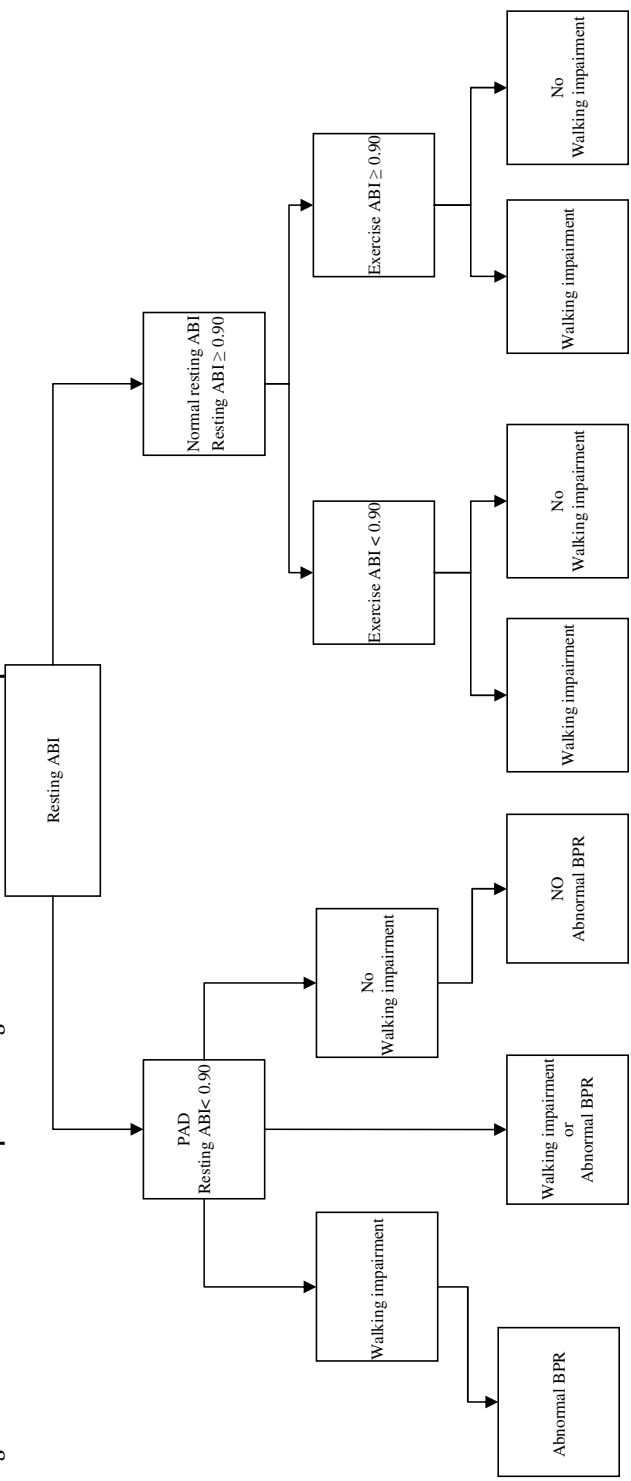 Resting ABI
PAD
Resting ABI< 0.90
Normal resting ABI
Resting ABI ≥ 0.90
Walking impairment
No
Walking impairment
Exercise ABI < 0.90
Exercise ABI ≥ 0.90
Abnormal BPR
Walking impairment
or
Abnormal BPR
NO
Abnormal BPR
Walking impairment
No
Walking impairment
Walking impairment
No
Walking impairment